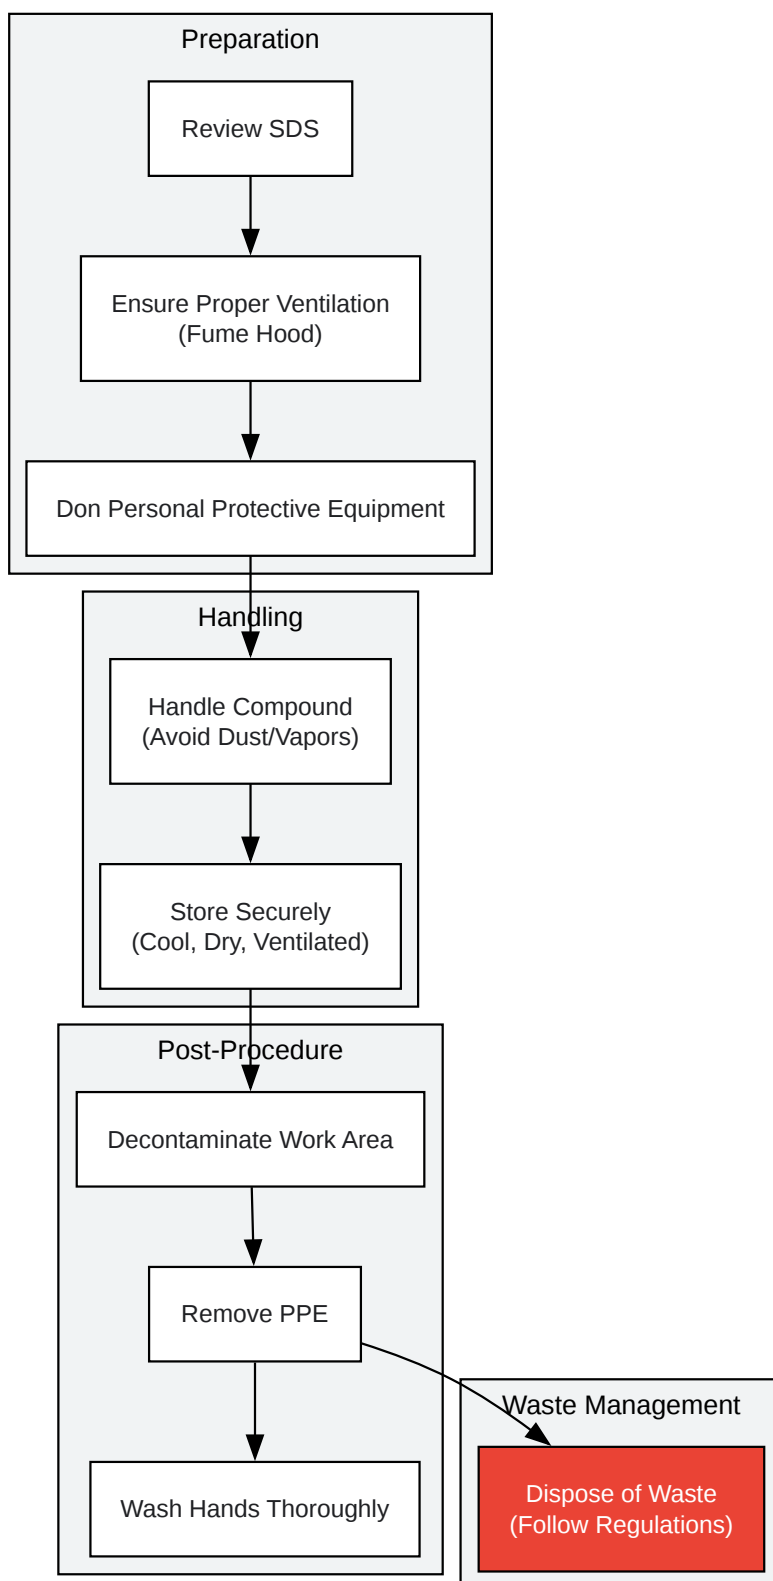 Preparation
Review SDS
Ensure Proper Ventilation
(Fume Hood)
Don Personal Protective Equipment
Handling
Handle Compound
(Avoid Dust/Vapors)
Store Securely
(Cool, Dry, Ventilated)
Post-Procedure
Decontaminate Work Area
Remove PPE
Wash Hands Thoroughly
Waste Management
Dispose of Waste
(Follow Regulations)